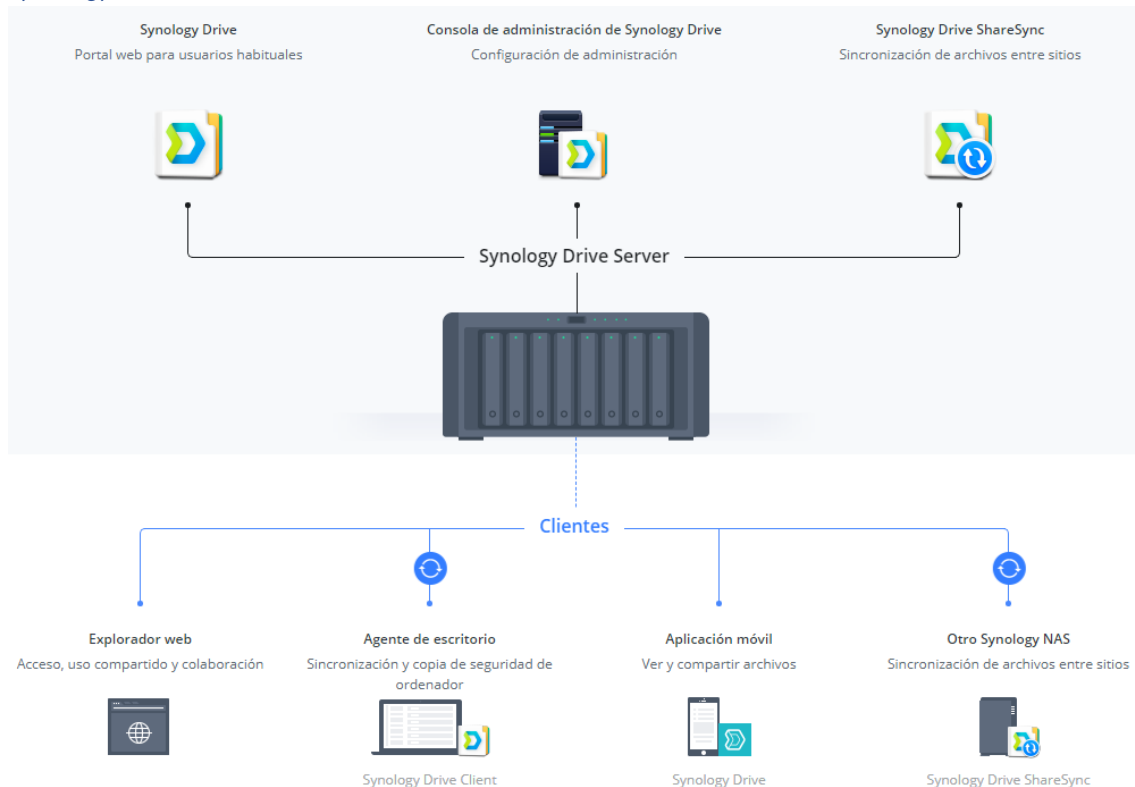 Synology Drive
Consola de administración de Synology Drive
Synology Drive ShareSync
Portal web para usuarios habituales
Configuración de administración
Sincronización de archivos entre sitios
Synology Drive Server
Clientes
Explorador web
Agente de escritorio
Aplicación móvil
Otro Synology NAS
Acceso, uso compartido y colaboración
Sincronización y copia de seguridad de
ordenador
Ver y compartir archivos
Sincronización de archivos entre sitios
Synology Drive Client
Synology Drive
Synology Drive ShareSync